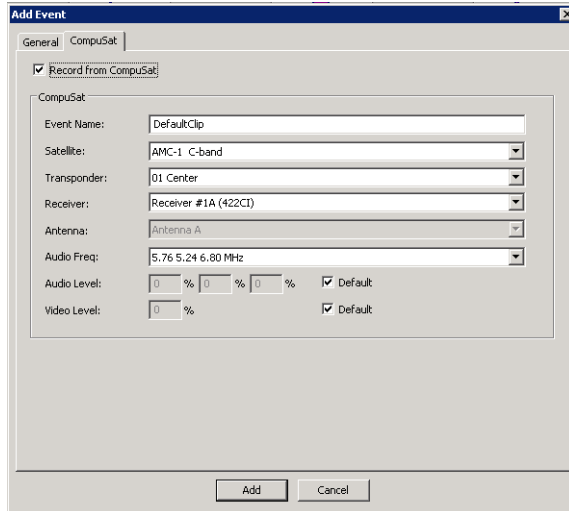 Add Event
General CompuSat
Record from CompuSat
CompuSat
Event Name: DefaultClip
Satellite: AMC-1 C-band
Transponder: 01 Center
Receiver: Receiver #1A (422CI)
Antenna: Antenna A
Audio Freq: 5.76 5.24 6.80 MHz
Audio Level: 0 % 0 % 0 % Default
Video Level: 0 % Default
Add Cancel